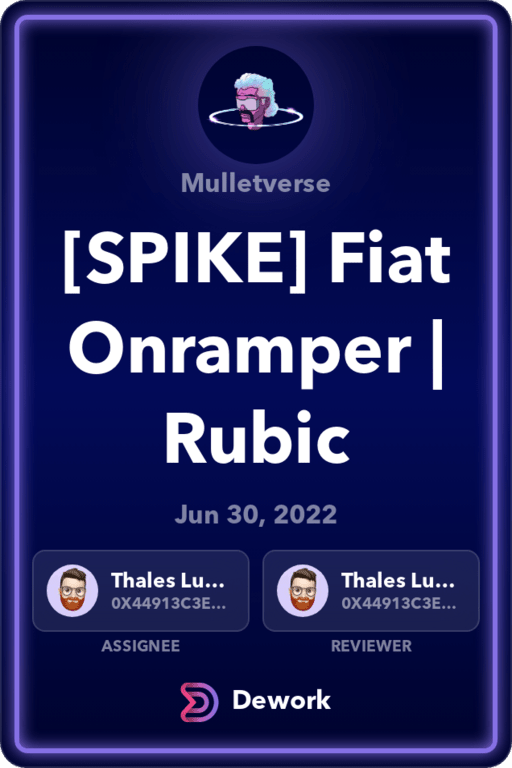 Mulletverse
[SPIKE] Fiat
Onramper |
Rubic
Jun 30, 2022
Thales Lu...
0X44913C3E...
ASSIGNEE
Thales Lu...
0X44913C3E...
REVIEWER
Dework